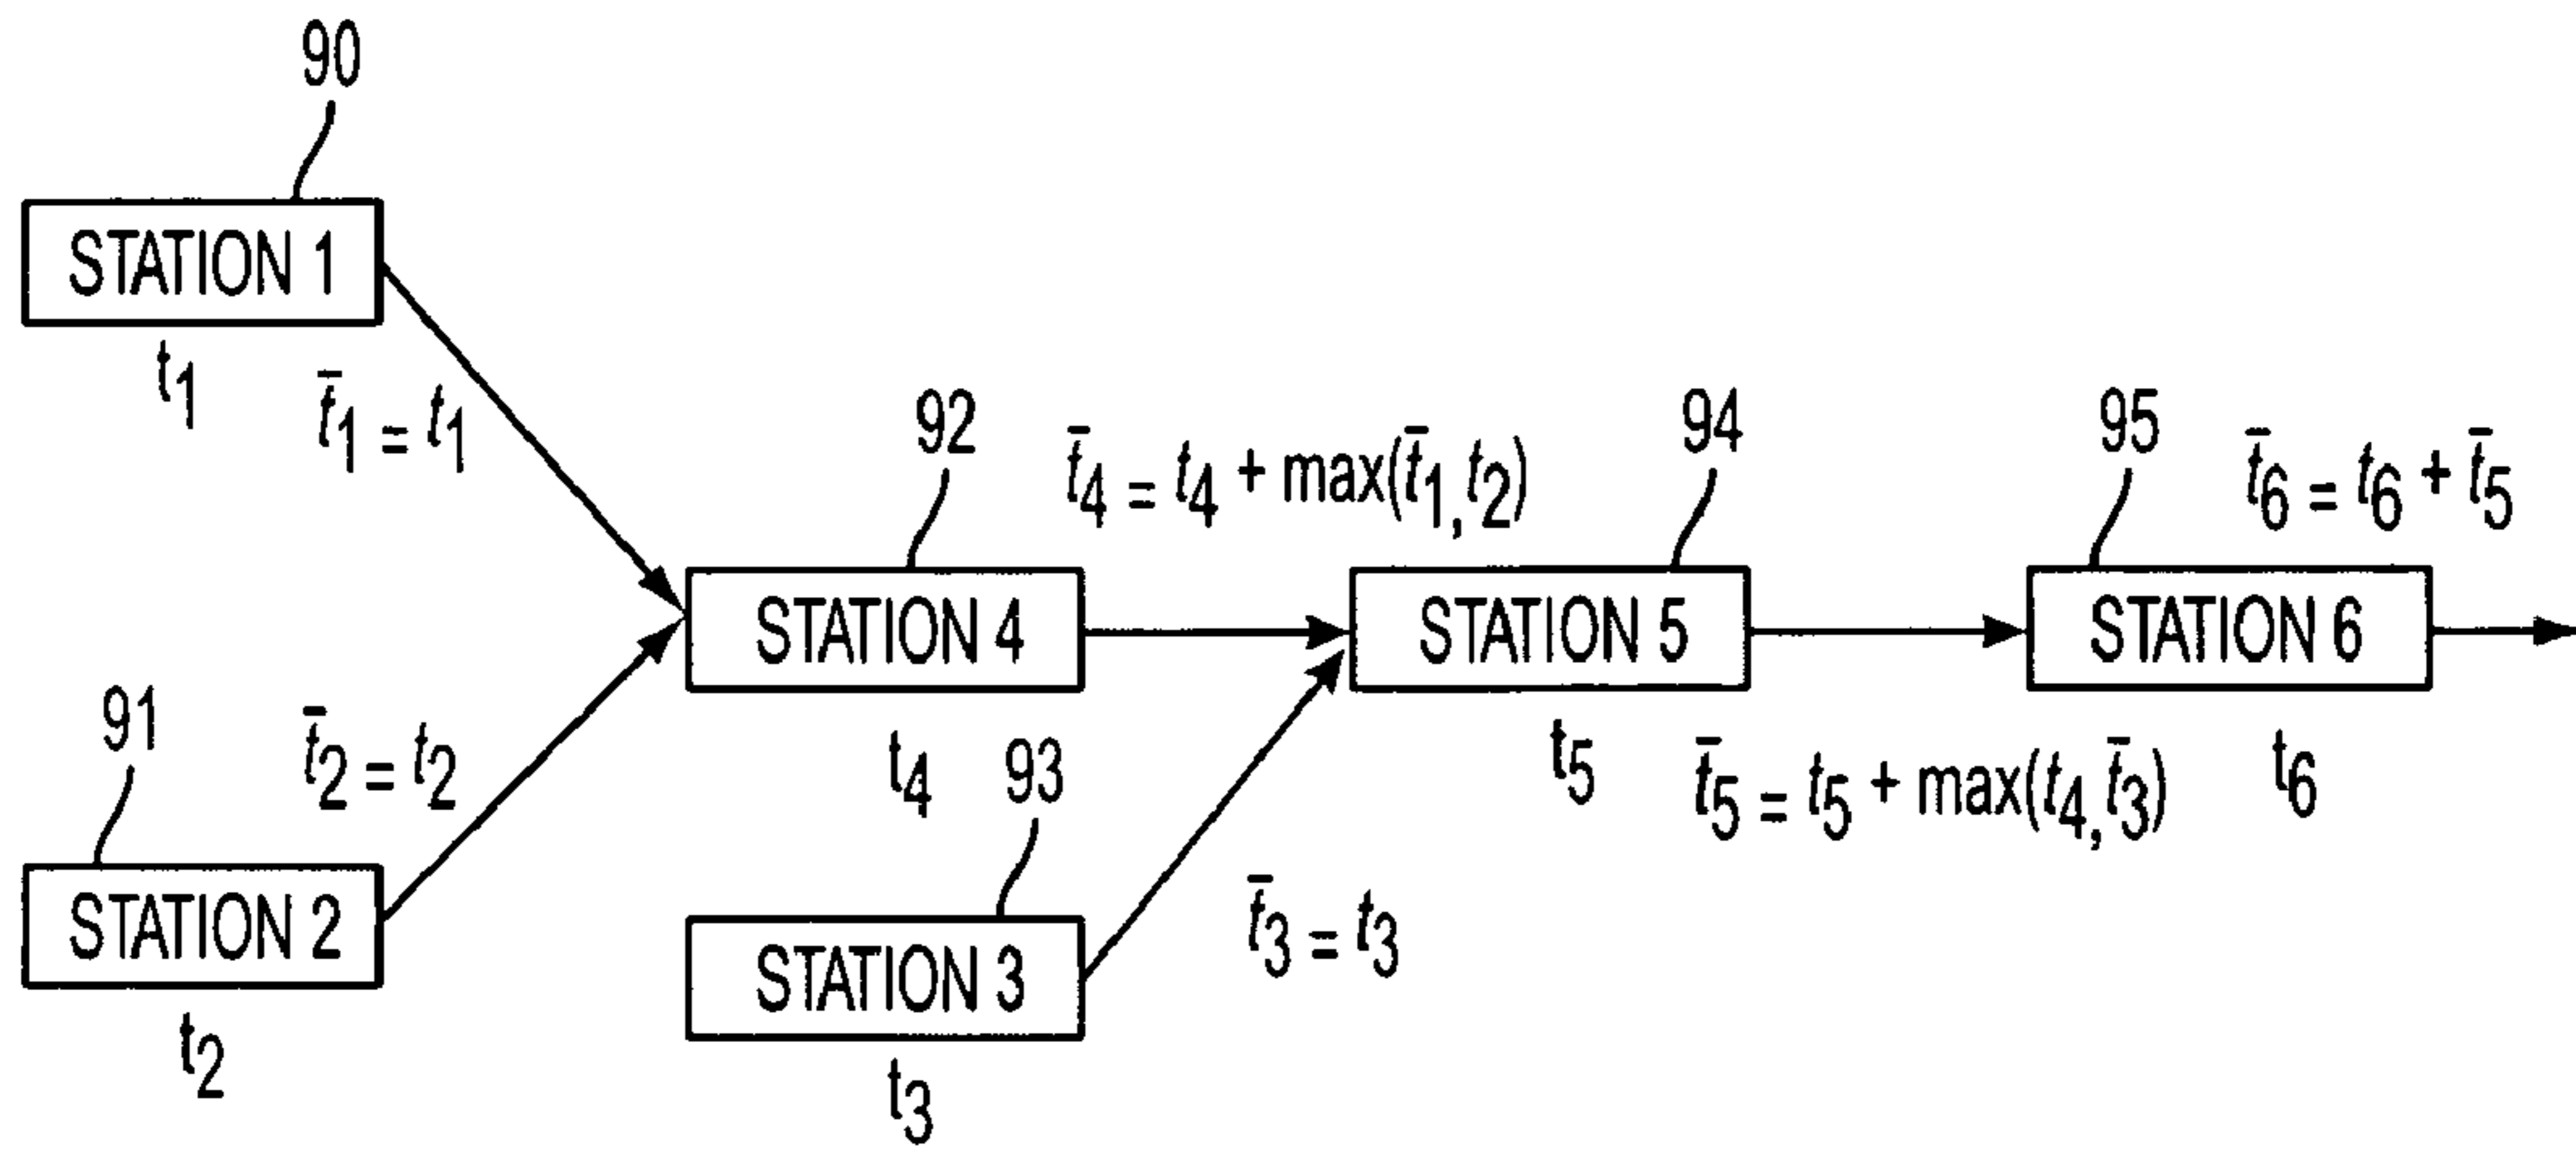 90
STATION 1
t1
t̄1 = t1
92
t̄4 = t4 + max(t̄1, t2)
94
95
t̄6 = t6 + t̄5
STATION 4
STATION 5
STATION 6
91
t̄2 = t2
t4
93
t5
t̄5 = t5 + max(t4, t̄3)
t6
STATION 2
t2
STATION 3
t̄3 = t3
t3